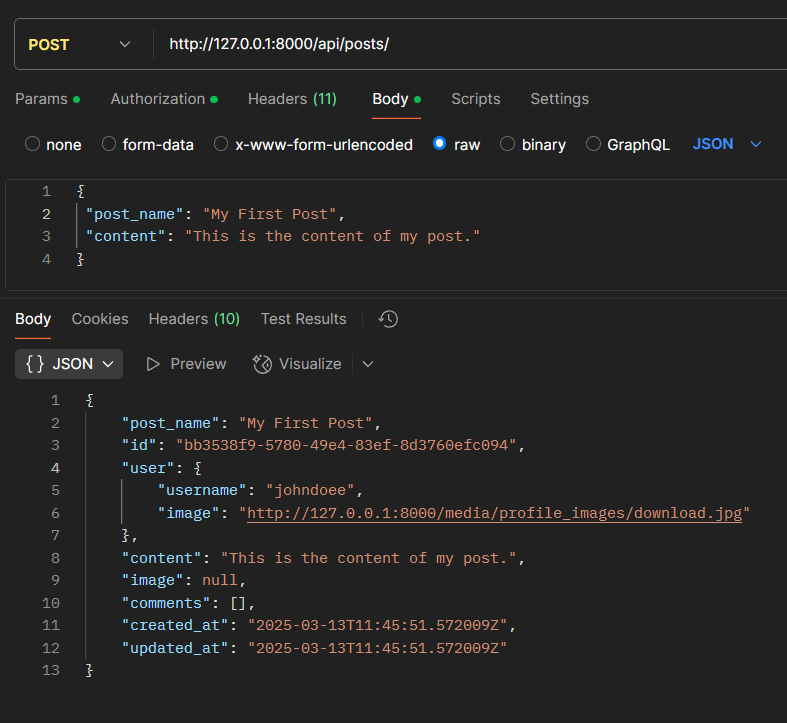 POST http://127.0.0.1:8000/api/posts/
Params Authorization Headers (11) Body Scripts Settings
none form-data x-www-form-urlencoded raw binary GraphQL JSON
1 {
2 "post_name": "My First Post",
3 "content": "This is the content of my post."
4 }
Body Cookies Headers (10) Test Results
{} JSON Preview Visualize
1 {
2 "post_name": "My First Post",
3 "id": "bb3538f9-5780-49e4-83ef-8d3760efc094",
4 "user": {
5 "username": "johndoee",
6 "image": "http://127.0.0.1:8000/media/profile_images/download.jpg"
7 },
8 "content": "This is the content of my post.",
9 "image": null,
10 "comments": [],
11 "created_at": "2025-03-13T11:45:51.572009Z",
12 "updated_at": "2025-03-13T11:45:51.572009Z"
13 }